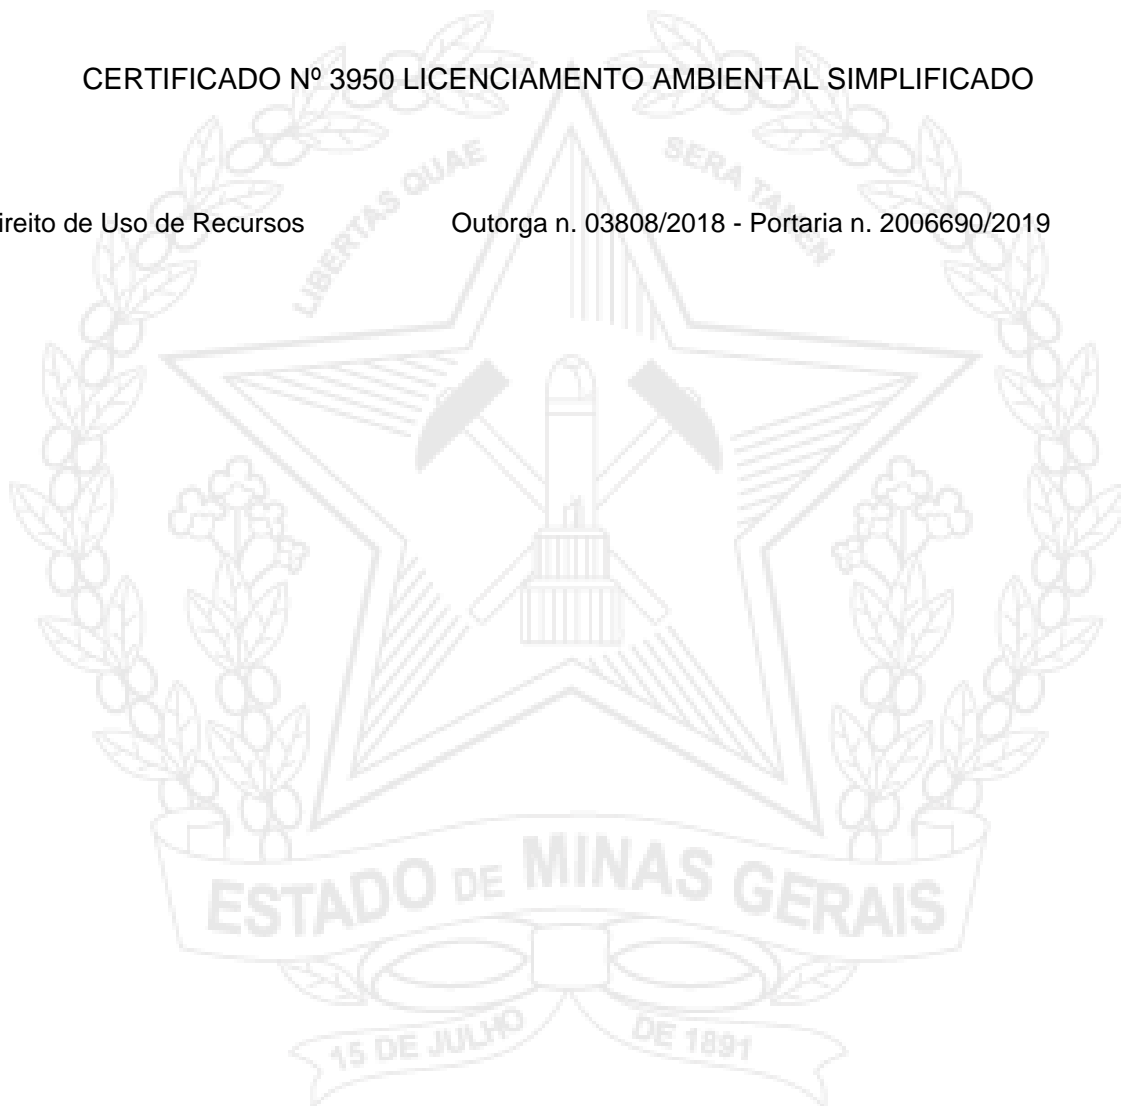 CERTIFICADO Nº 3950 LICENCIAMENTO AMBIENTAL SIMPLIFICADO
LIBERTAS QUAE SERA TAMEN
ireito de Uso de Recursos Outorga n. 03808/2018 - Portaria n. 2006690/2019
ESTADO DE MINAS GERAIS
15 DE JULHO DE 1891